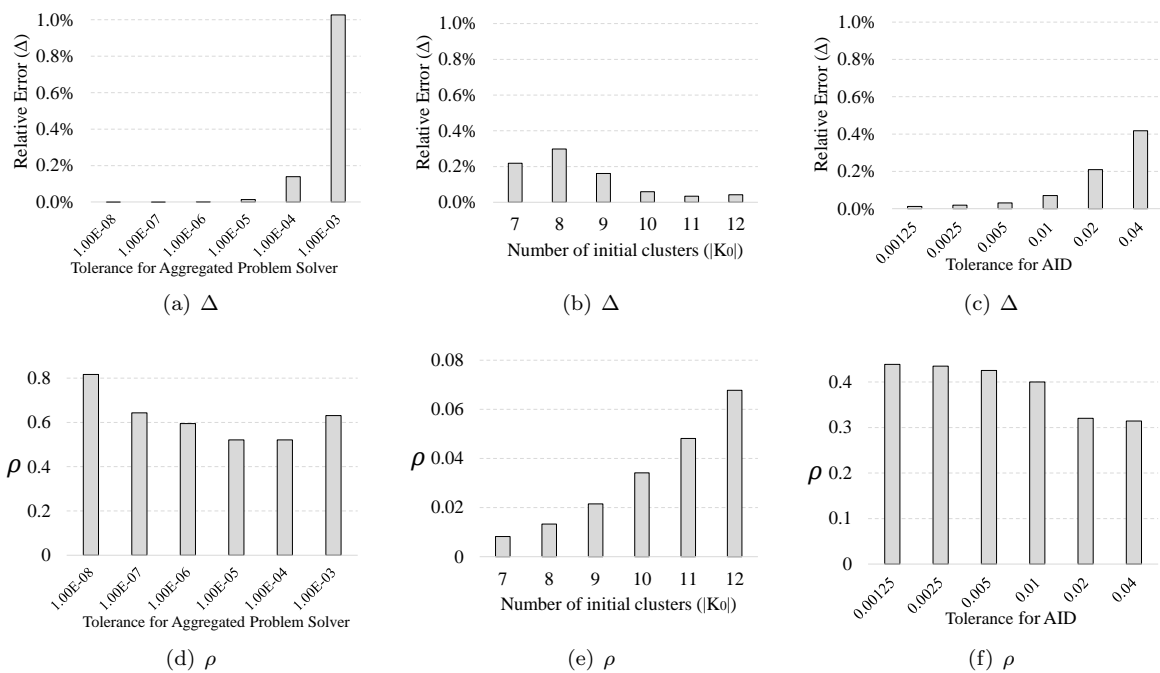 Relative Error (Δ)
1.0%
0.8%
0.6%
0.4%
0.2%
0.0%
1.00E-08
1.00E-07
1.00E-06
1.00E-05
1.00E-04
1.00E-03
Tolerance for Aggregated Problem Solver
(a) Δ
Relative Error (Δ)
1.0%
0.8%
0.6%
0.4%
0.2%
0.0%
7 8 9 10 11 12
Number of initial clusters (|K₀|)
(b) Δ
Relative Error (Δ)
1.0%
0.8%
0.6%
0.4%
0.2%
0.0%
0.00125
0.0025
0.005
0.01
0.02
0.04
Tolerance for AID
(c) Δ
ρ
0.8
0.6
0.4
0.2
0
1.00E-08
1.00E-07
1.00E-06
1.00E-05
1.00E-04
1.00E-03
Tolerance for Aggregated Problem Solver
(d) ρ
ρ
0.08
0.06
0.04
0.02
0
7 8 9 10 11 12
Number of initial clusters (|K₀|)
(e) ρ
ρ
0.4
0.3
0.2
0.1
0
0.00125
0.0025
0.005
0.01
0.02
0.04
Tolerance for AID
(f) ρ